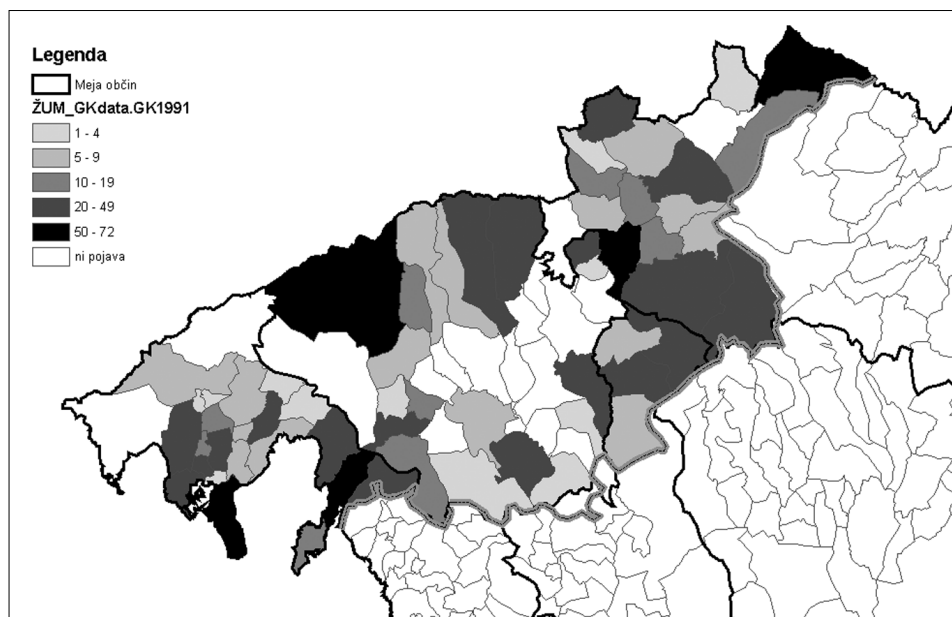 Legenda
Meja občin
ŽUM_GKdata.GK1991
1 - 4
5 - 9
10 - 19
20 - 49
50 - 72
ni pojava